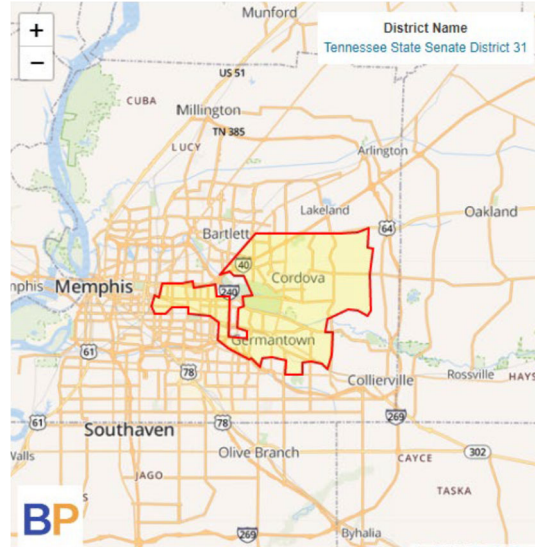 +
−
District Name
Tennessee State Senate District 31
Munford
US 51
CUBA
Millington
TN 385
LUCY
Arlington
Lakeland
Oakland
64
Bartlett
40
Cordova
240
mphis
Memphis
Germantown
61
78
Rossville
HAYS
Collierville
61
78
269
Southaven
Walls
Olive Branch
302
CAYCE
JAGO
TASKA
S
BP
269
Byhalia